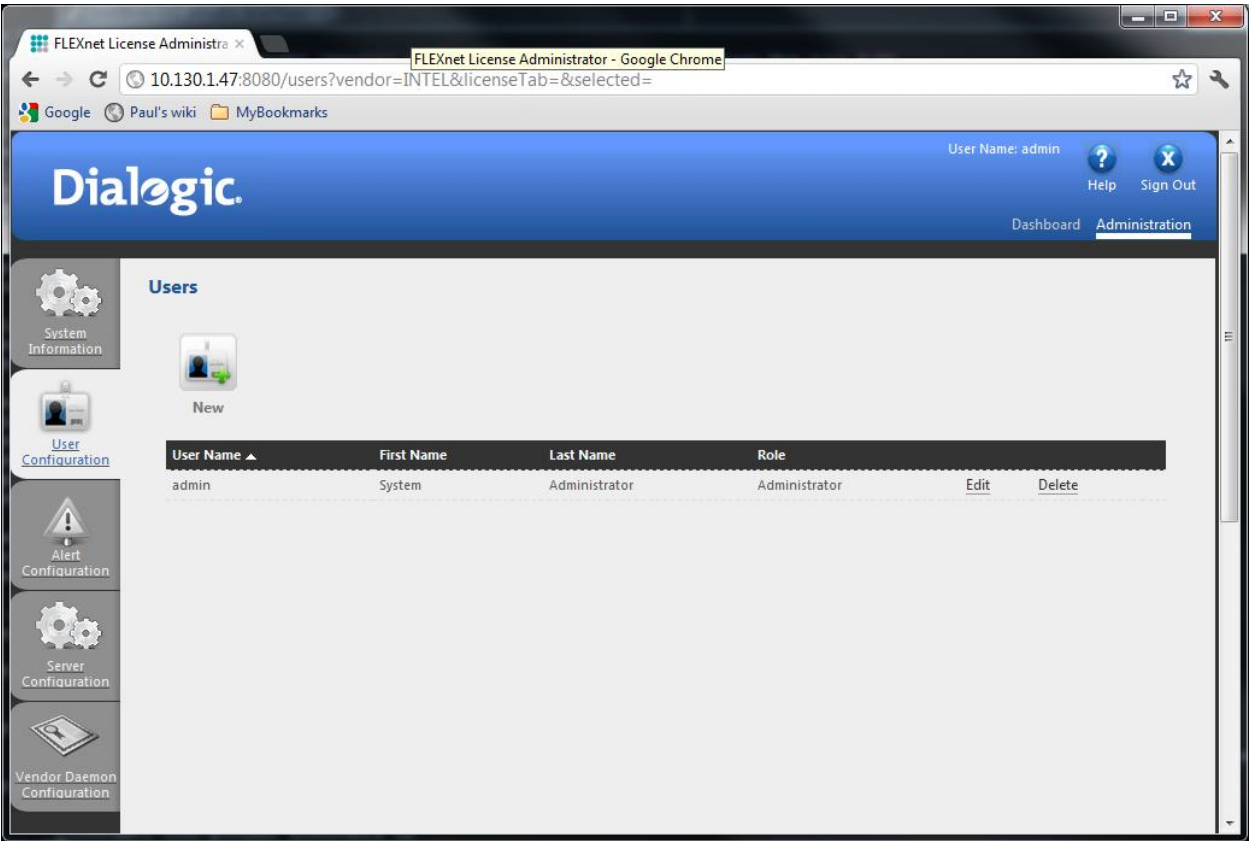 FLEXnet License Administra
FLEXnet License Administrator - Google Chrome
10.130.1.47:8080/users?vendor=INTEL&licenseTab=&selected=
Google Paul's wiki MyBookmarks
Dialogic.
User Name: admin
? X
Help Sign Out
Dashboard Administration
System
Information
User
Configuration
Alert
Configuration
Server
Configuration
Vendor Daemon
Configuration
Users
New
User Name First Name Last Name Role
admin System Administrator Administrator Edit Delete